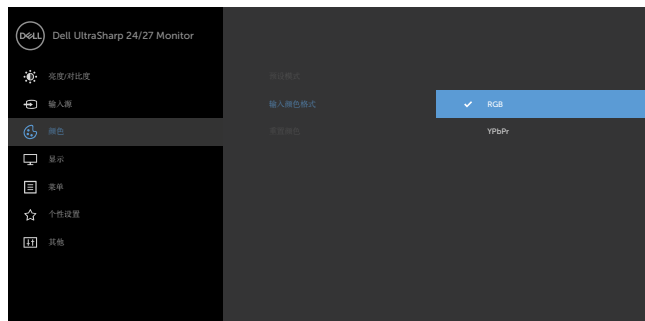 DELL Dell UltraSharp 24/27 Monitor
亮度/对比度
预设模式
输入源
输入颜色格式
RGB
颜色
重置颜色
YPbPr
显示
菜单
个性设置
其他